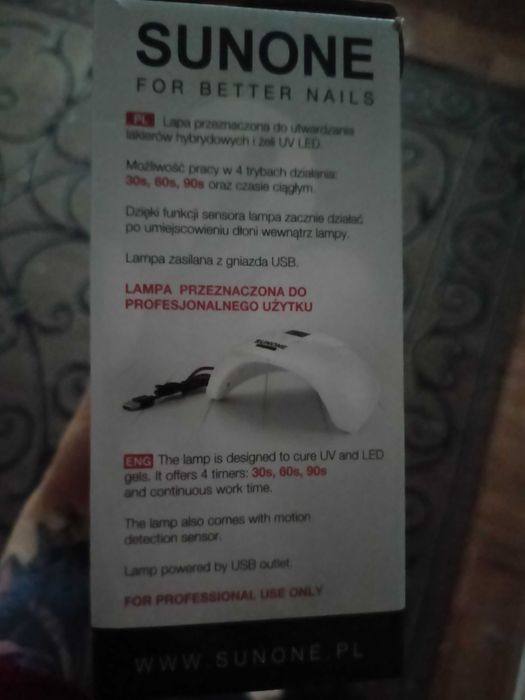 SUNONE
FOR BETTER NAILS
PL Lapa przeznaczona do utwardzania
lakierów hybrydowych i żeli UV LED.
Możliwość pracy w 4 trybach działania:
30s, 60s, 90s oraz czasie ciągłym.
Dzięki funkcji sensora lampa zacznie działać
po umiejscowieniu dłoni wewnątrz lampy.
Lampa zasilana z gniazda USB.
LAMPA PRZEZNACZONA DO
PROFESJONALNEGO UŻYTKU
SUNONE
ENG The lamp is designed to cure UV and LED
gels. It offers 4 timers: 30s, 60s, 90s
and continuous work time.
The lamp also comes with motion
detection sensor.
Lamp powered by USB outlet.
FOR PROFESSIONAL USE ONLY
WWW.SUNONE.PL